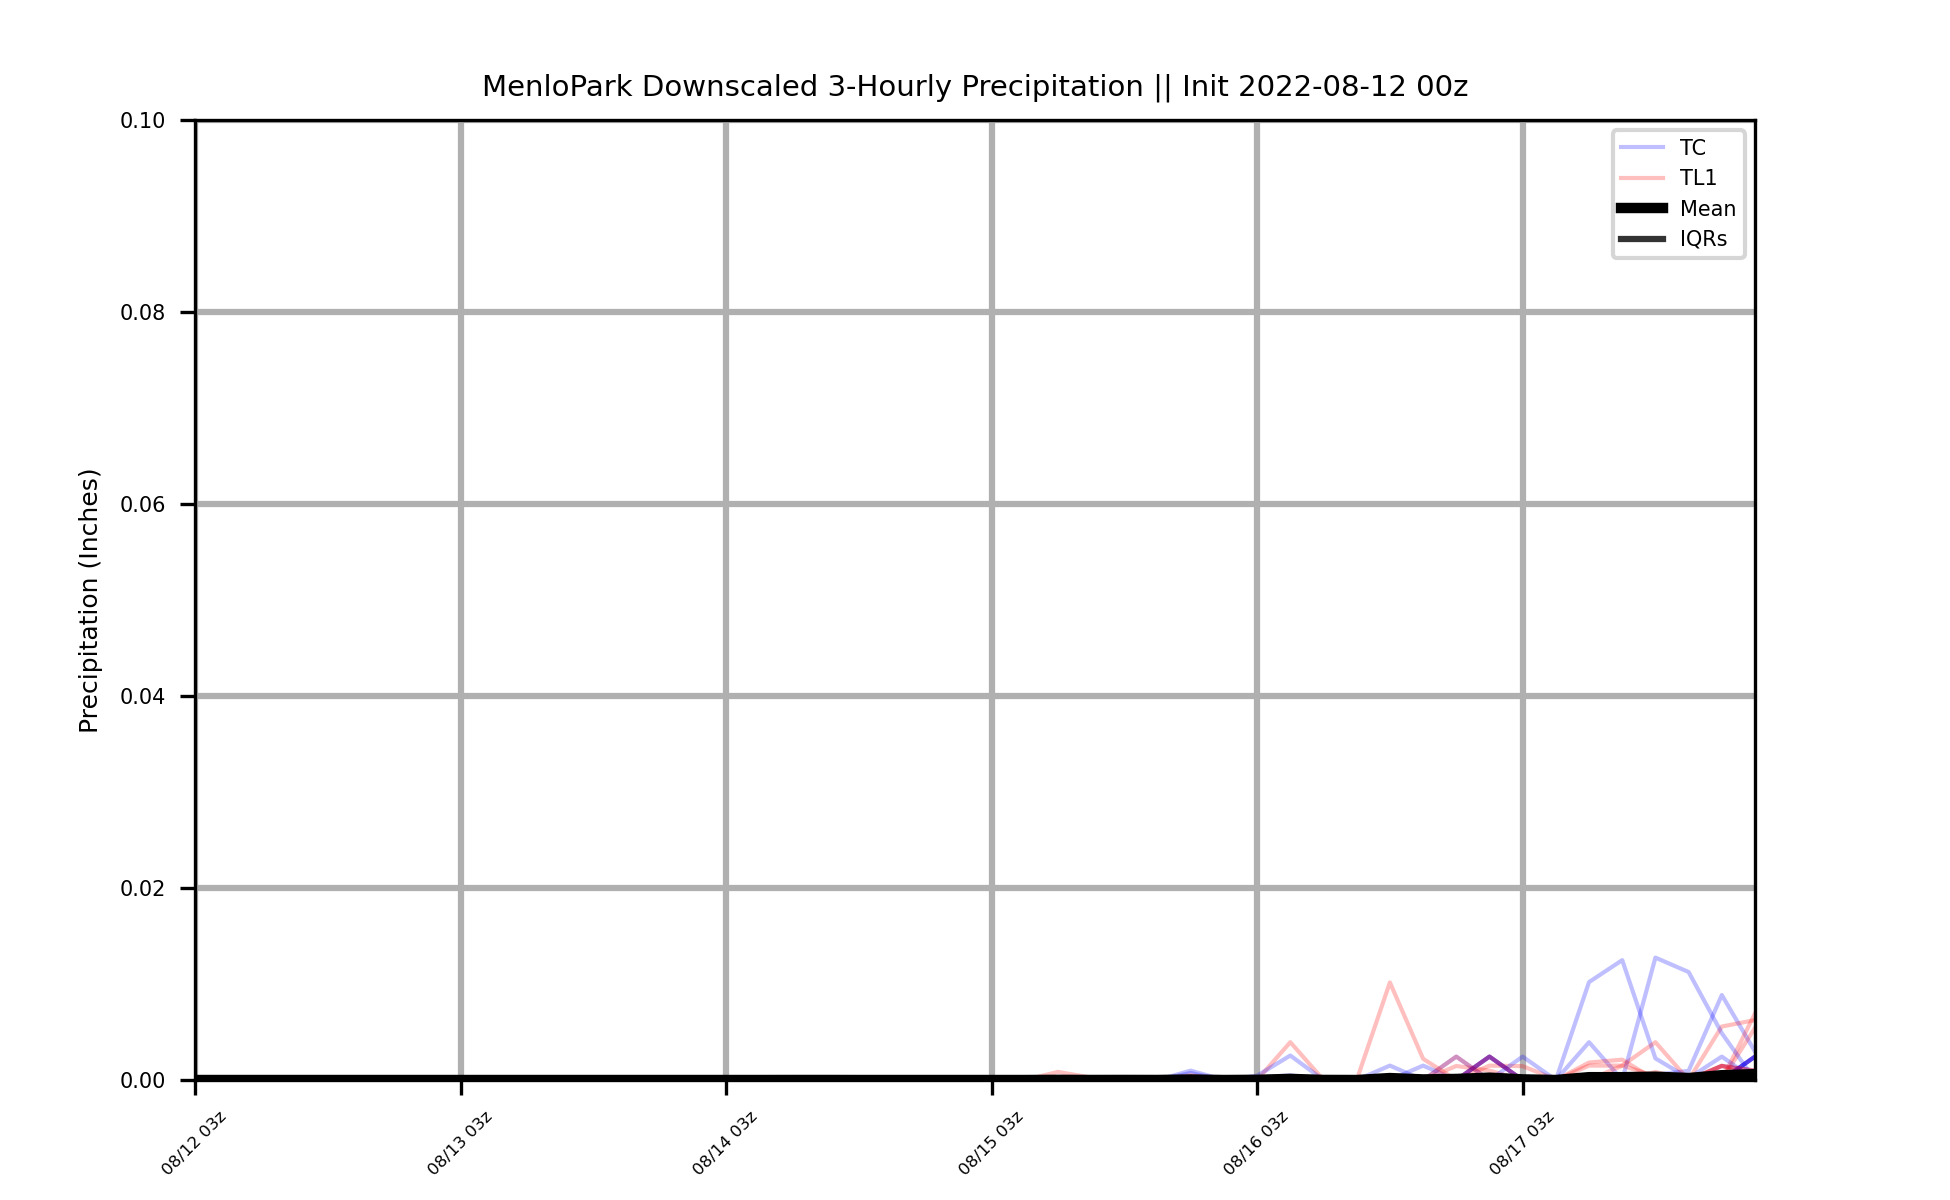 MenloPark Downscaled 3-Hourly Precipitation || Init 2022-08-12 00z
Precipitation (Inches)
0.10
0.08
0.06
0.04
0.02
0.00
TC
TL1
Mean
IQRs
08/12 03z
08/13 03z
08/14 03z
08/15 03z
08/16 03z
08/17 03z